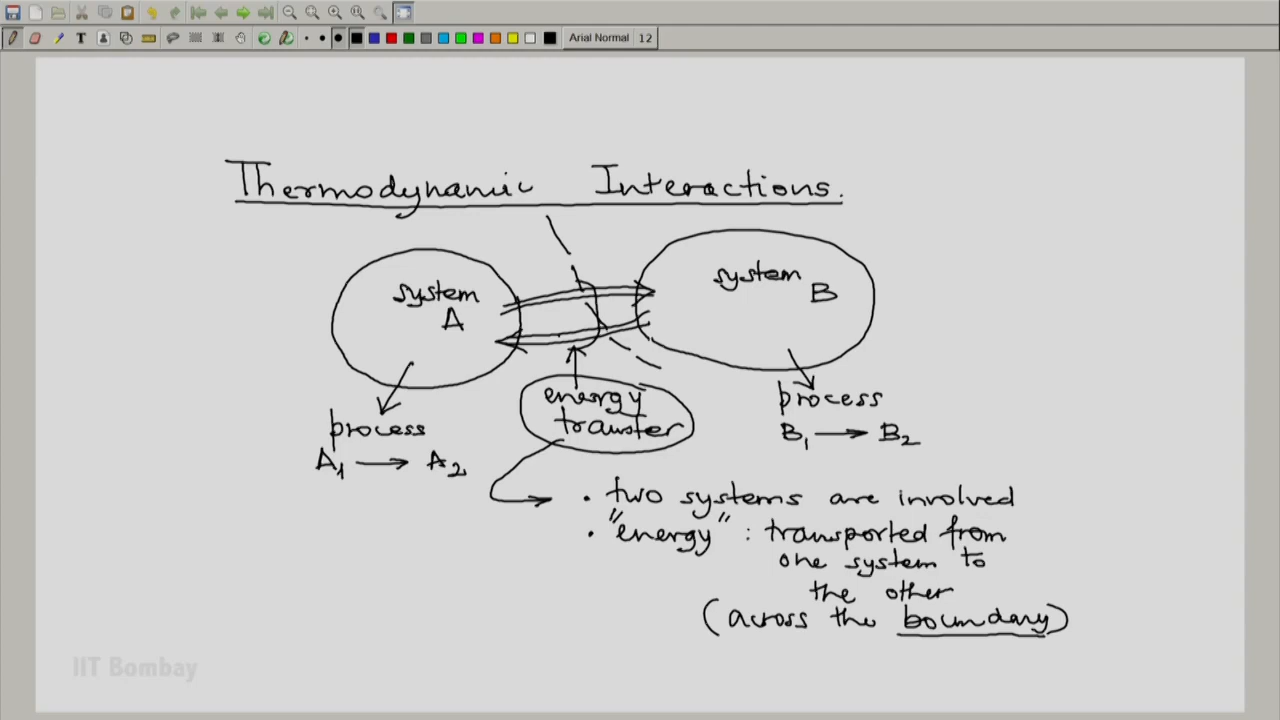 Arial Normal 12
Thermodynamic Interactions.
system A
system B
energy transfer
process
A1 → A2
process
B1 → B2
• two systems are involved
• "energy" : transported from
one system to
the other
(across the boundary)
IIT Bombay